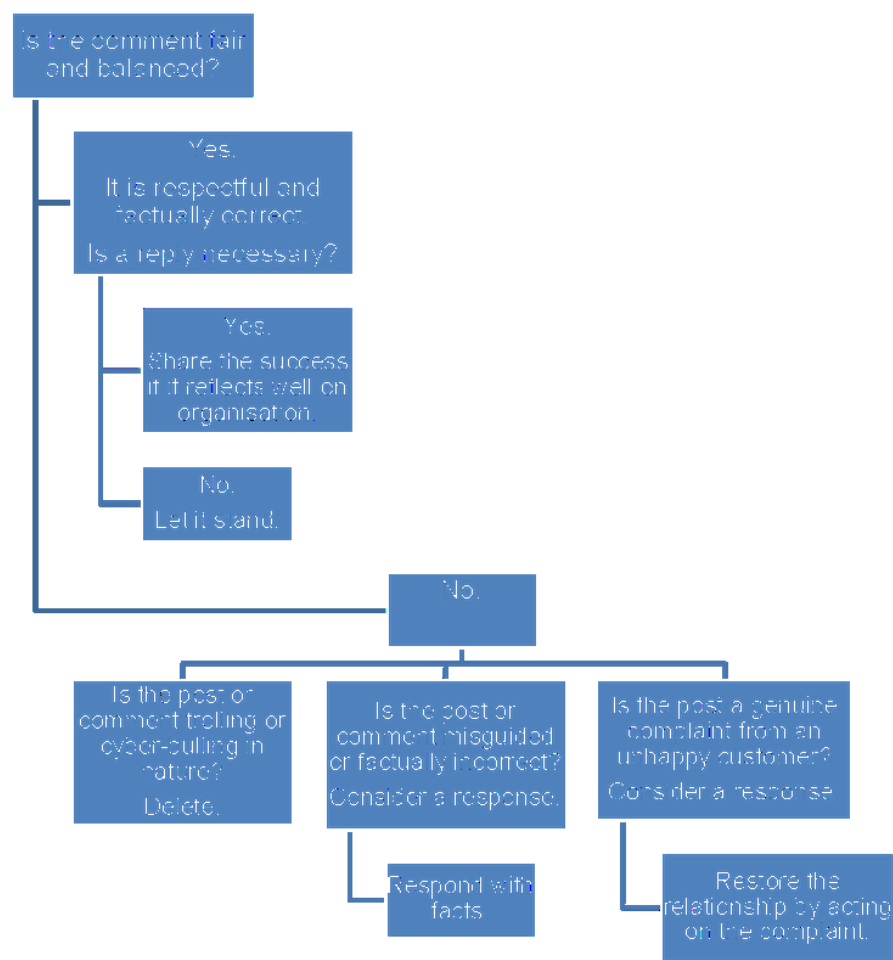 Is the comment fair
and balanced?
Yes.
It is respectful and
factually correct.
Is a reply necessary?
Yes.
Share the success
if it reflects well on
organisation.
No.
Let it stand.
No.
Is the post or
comment trolling or
cyber-bulling in
nature?
Delete.
Is the post or
comment misguided
or factually incorrect?
Consider a response.
Respond with
facts
Is the post a genuine
complaint from an
unhappy customer?
Consider a response
Restore the
relationship by acting
on the complaint.